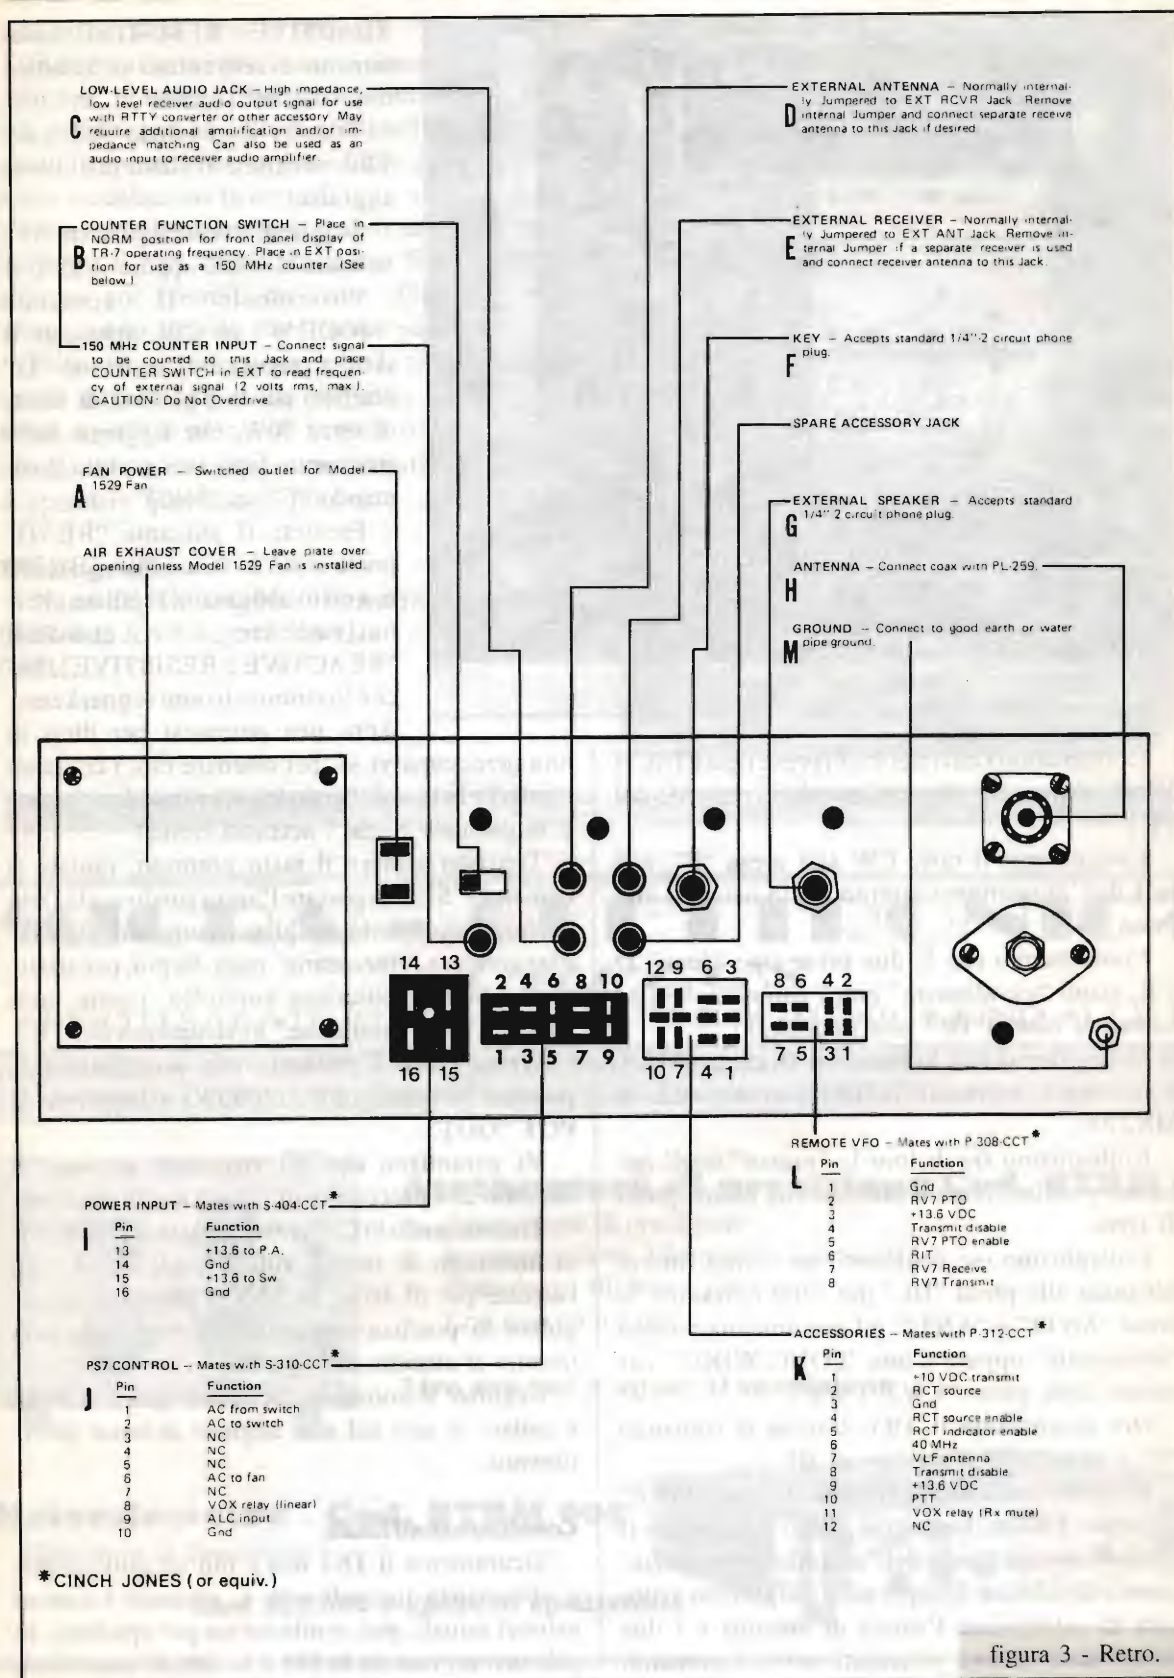 LOW-LEVEL AUDIO JACK – High impedance,
low level receiver audio output signal for use
C with RTTY converter or other accessory. May
require additional amplification and/or im-
pedance matching. Can also be used as an
audio input to receiver audio amplifier.
COUNTER FUNCTION SWITCH – Place in
NORM position for front panel display of
B TR-7 operating frequency. Place in EXT posi-
tion for use as a 150 MHz counter. (See
below.)
150 MHz COUNTER INPUT – Connect signal
to be counted to this Jack and place
COUNTER SWITCH in EXT to read frequen-
cy of external signal (2 volts rms, max.).
CAUTION: Do Not Overdrive.
FAN POWER – Switched outlet for Model
A 1529 Fan
AIR EXHAUST COVER – Leave plate over
opening unless Model 1529 Fan is installed.
EXTERNAL ANTENNA – Normally internal-
ly Jumpered to EXT RCVR Jack. Remove
D internal Jumper and connect separate receive
antenna to this Jack if desired.
EXTERNAL RECEIVER – Normally internal-
ly Jumpered to EXT ANT Jack. Remove in-
E ternal Jumper if a separate receiver is used
and connect receiver antenna to this Jack.
KEY – Accepts standard 1/4"-2 circuit phone
F plug.
SPARE ACCESSORY JACK
EXTERNAL SPEAKER – Accepts standard
G 1/4" 2 circuit phone plug.
ANTENNA – Connect coax with PL-259.
H
GROUND – Connect to good earth or water
M pipe ground.
14 13
16 15
2 4 6 8 10
1 3 5 7 9
12 9 6 3
10 7 4 1
8 6 4 2
7 5 3 1
POWER INPUT – Mates with S-404-CCT*
I Pin Function
13 +13.6 to P.A.
14 Gnd
15 +13.6 to Sw
16 Gnd
PS7 CONTROL – Mates with S-310-CCT*
J Pin Function
1 AC from switch
2 AC to switch
3 NC
4 NC
5 NC
6 AC to fan
7 NC
8 VOX relay (linear)
9 ALC input
10 Gnd
REMOTE VFO – Mates with P 308-CCT*
L Pin Function
1 Gnd
2 RV7 PTO
3 +13.6 VDC
4 Transmit disable
5 RV7 PTO enable
6 RIT
7 RV7 Receive
8 RV7 Transmit
ACCESSORIES – Mates with P-312-CCT*
K Pin Function
1 +10 VDC transmit
2 RCT source
3 Gnd
4 RCT source enable
5 RCT indicator enable
6 40 MHz
7 VLF antenna
8 Transmit disable
9 +13.6 VDC
10 PTT
11 VOX relay (Rx mute)
12 NC
*CINCH JONES (or equiv.)
figura 3 - Retro.